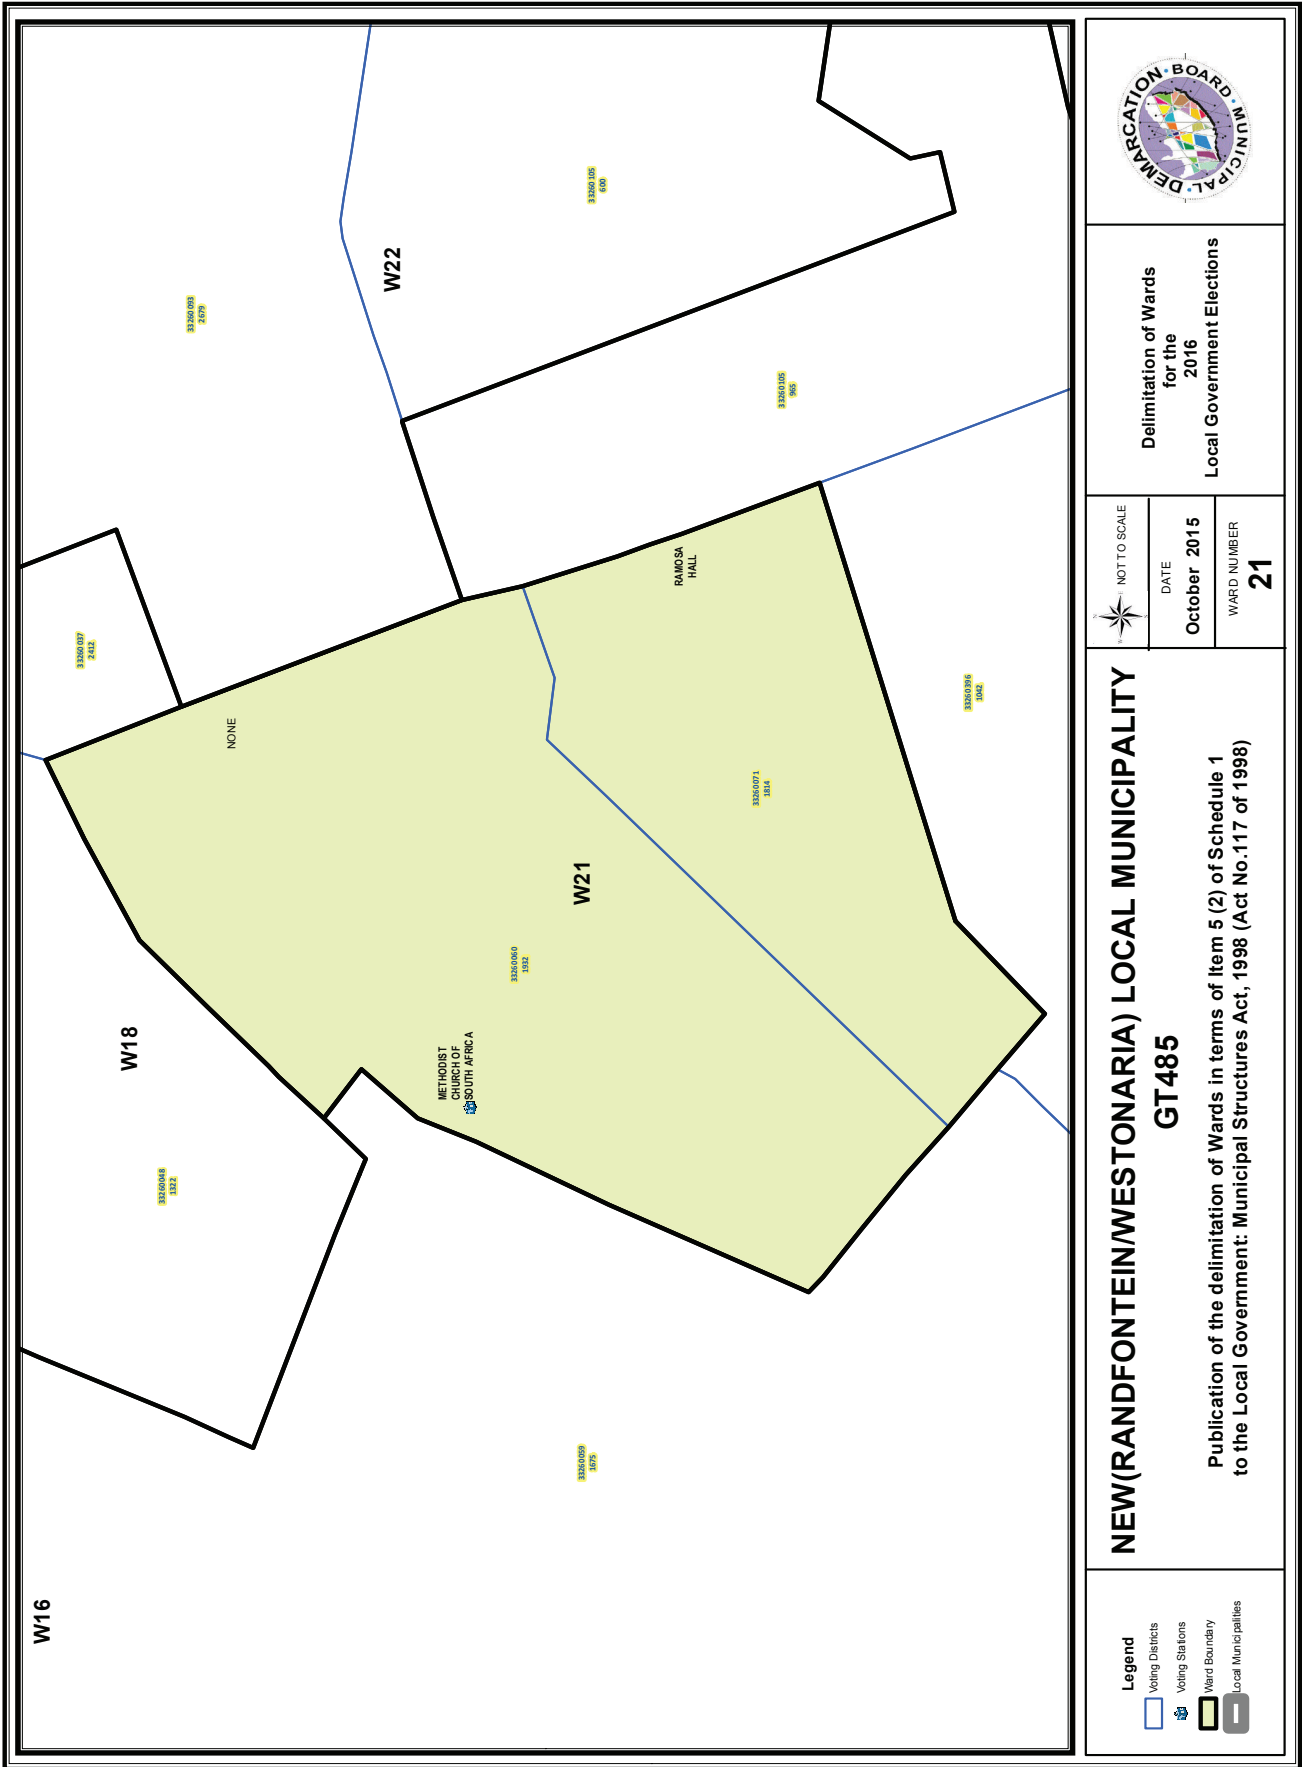 W16
W18
W21
W22
33260048
1322
33260037
2412
33260093
2679
33260105
600
33260105
965
33260059
1675
33260060
1932
33260071
1814
33260396
1042
NONE
METHODIST
CHURCH OF
SOUTH AFRICA
RAMOSA
HALL
Legend
Voting Districts
Voting Stations
Ward Boundary
Local Municipalities
NEW(RANDFONTEIN/WESTONARIA) LOCAL MUNICIPALITY
GT485
Publication of the delimitation of Wards in terms of Item 5 (2) of Schedule 1
to the Local Government: Municipal Structures Act, 1998 (Act No.117 of 1998)
NOT TO SCALE
DATE
October 2015
WARD NUMBER
21
Delimitation of Wards
for the
2016
Local Government Elections
MUNICIPAL DEMARCATION BOARD